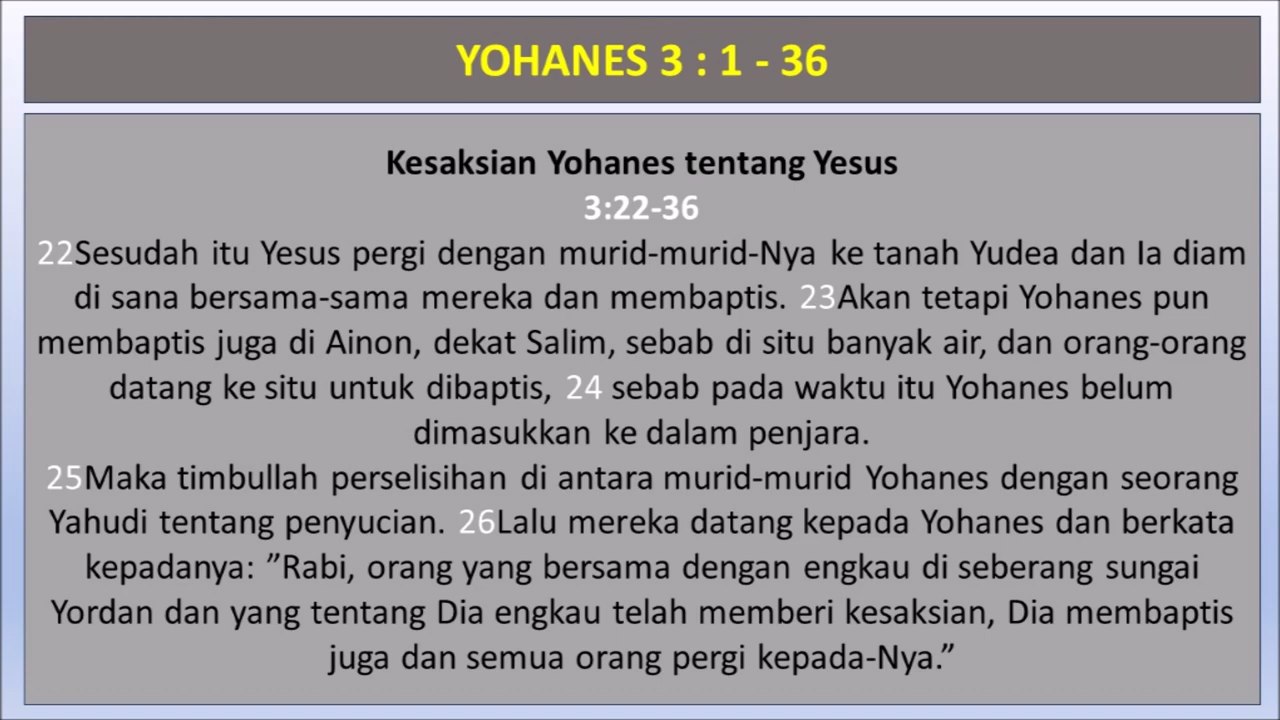 YOHANES 3 : 1 - 36
Kesaksian Yohanes tentang Yesus
3:22-36
22Sesudah itu Yesus pergi dengan murid-murid-Nya ke tanah Yudea dan Ia diam
di sana bersama-sama mereka dan membaptis. 23Akan tetapi Yohanes pun
membaptis juga di Ainon, dekat Salim, sebab di situ banyak air, dan orang-orang
datang ke situ untuk dibaptis, 24 sebab pada waktu itu Yohanes belum
dimasukkan ke dalam penjara.
25Maka timbullah perselisihan di antara murid-murid Yohanes dengan seorang
Yahudi tentang penyucian. 26Lalu mereka datang kepada Yohanes dan berkata
kepadanya: ”Rabi, orang yang bersama dengan engkau di seberang sungai
Yordan dan yang tentang Dia engkau telah memberi kesaksian, Dia membaptis
juga dan semua orang pergi kepada-Nya.”